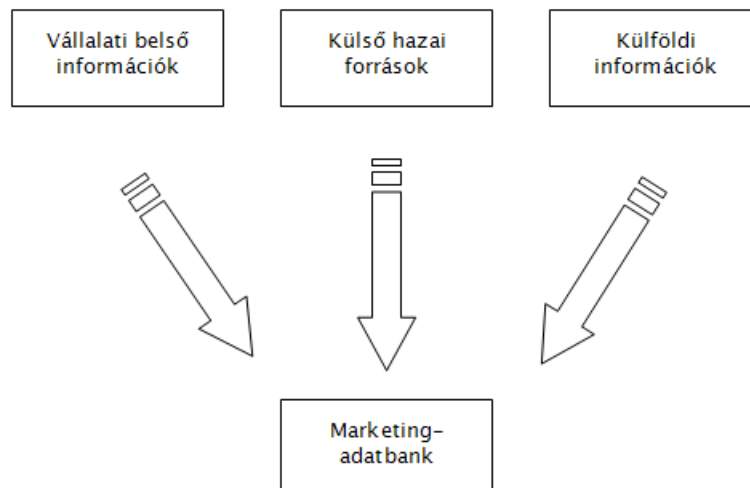 Vállalati belső
információk
Külső hazai
források
Külföldi
információk
Marketing-
adatbank